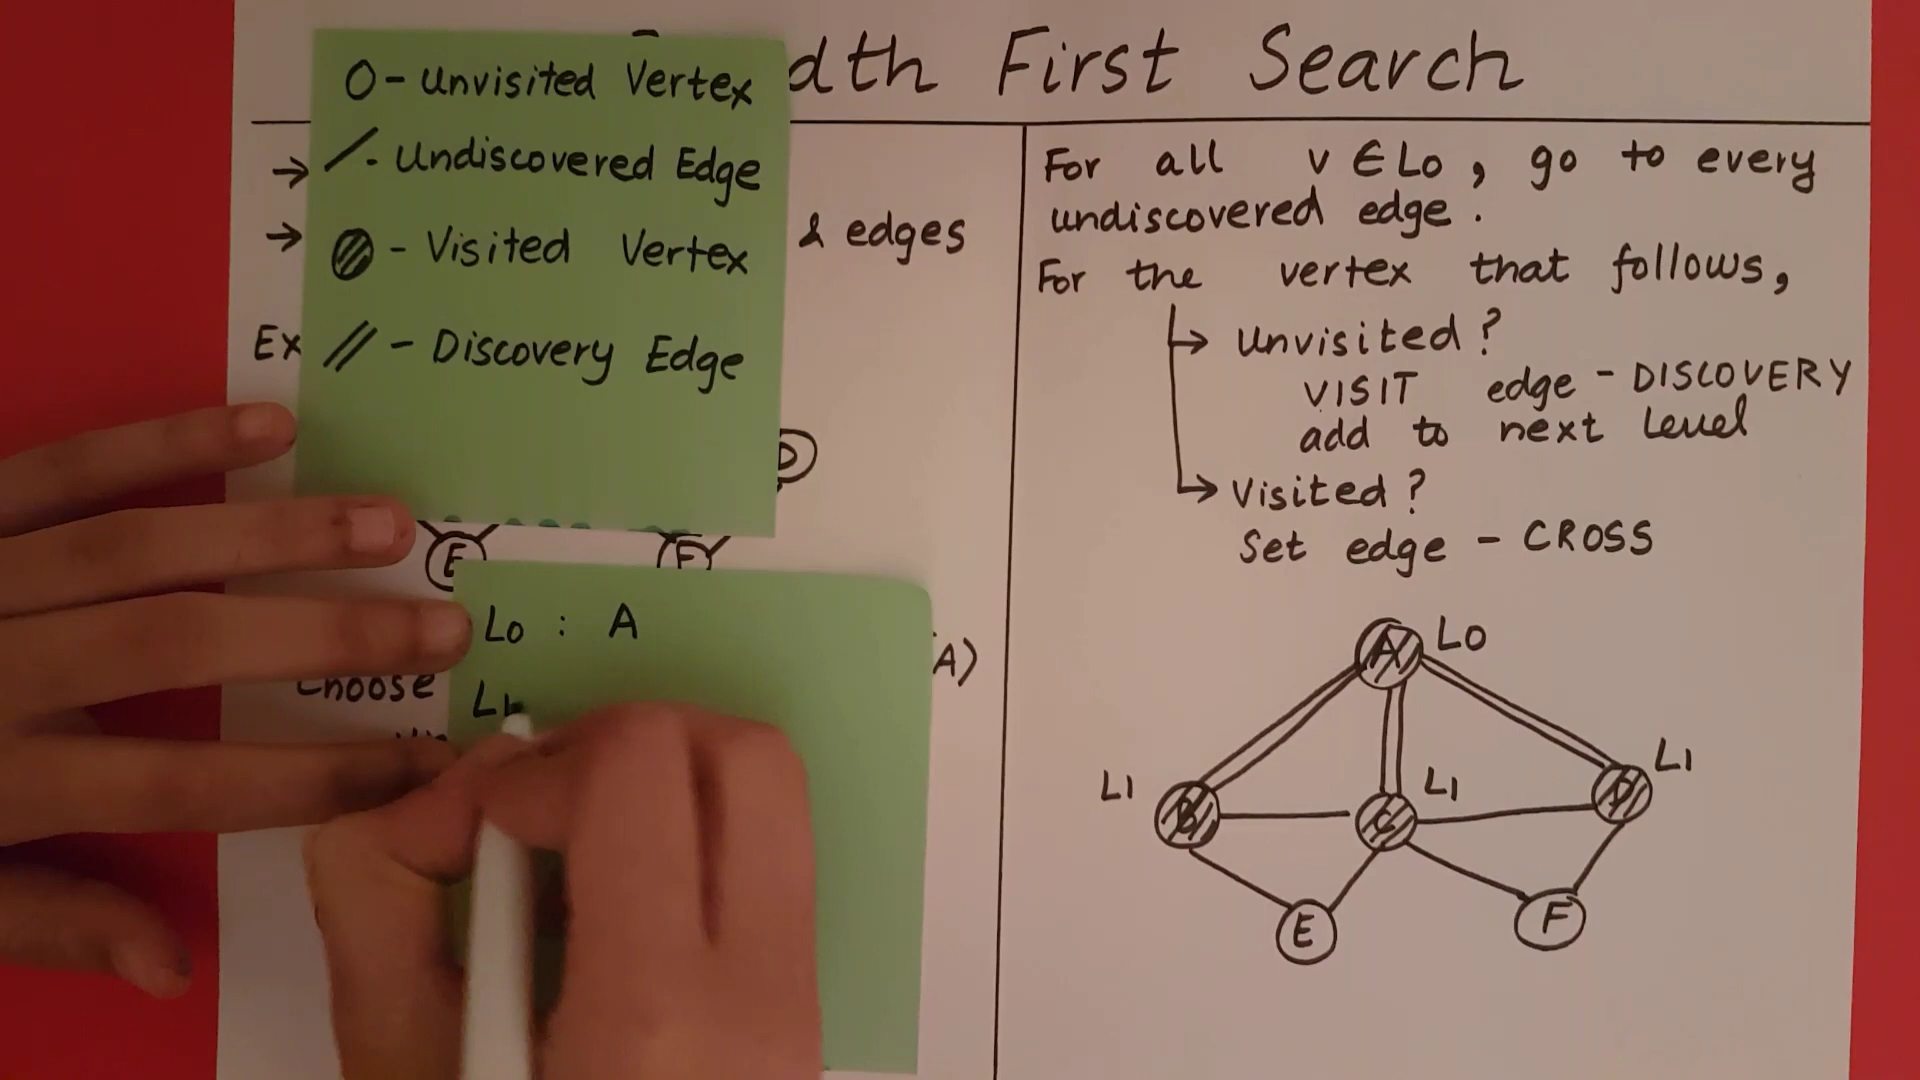 dth First Search
O - Unvisited Vertex
/ - Undiscovered Edge
- Visited Vertex
// - Discovery Edge
→
→
& edges
Ex
D
E
F
Lo : A
L1
A)
Choose
For all v ∈ Lo, go to every
undiscovered edge.
For the vertex that follows,
→ Unvisited?
VISIT edge - DISCOVERY
add to next Level
→ Visited?
Set edge - CROSS
A L0
L1 B
C L1
D L1
E
F